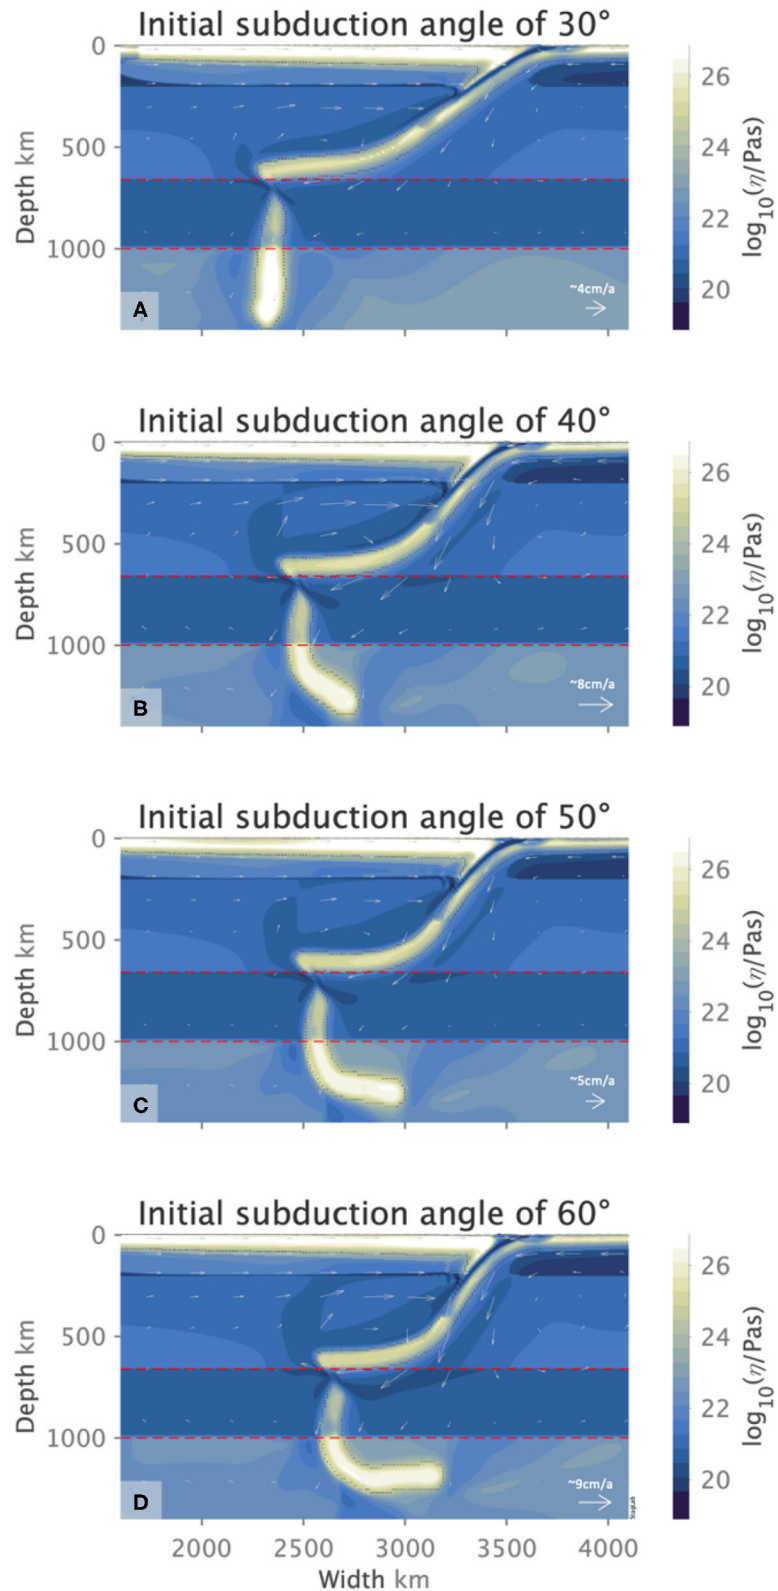 Initial subduction angle of 30°
0
500
1000
Depth km
A
~4cm/a
26
24
22
20
log10(η/Pas)
Initial subduction angle of 40°
0
500
1000
Depth km
B
~8cm/a
26
24
22
20
log10(η/Pas)
Initial subduction angle of 50°
0
500
1000
Depth km
C
~5cm/a
26
24
22
20
log10(η/Pas)
Initial subduction angle of 60°
0
500
1000
Depth km
D
~9cm/a
StagLab
26
24
22
20
log10(η/Pas)
2000 2500 3000 3500 4000
Width km